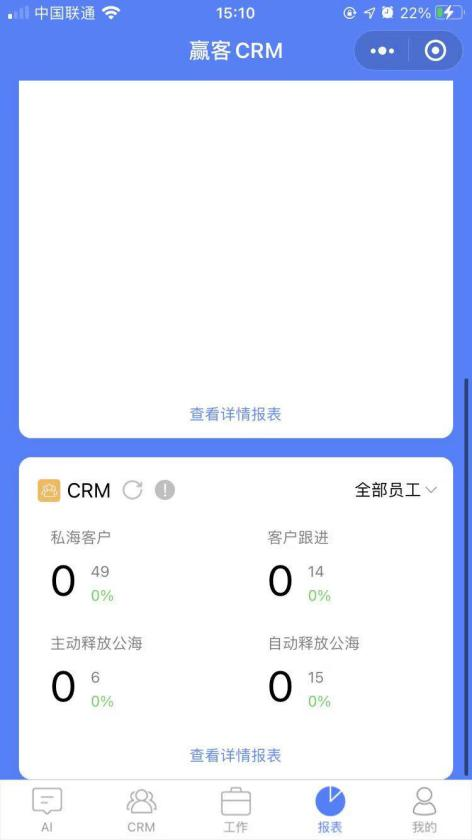 中国联通 15:10 22%
赢客CRM
查看详情报表
CRM 全部员工
私海客户 客户跟进
0 49 0% 0 14 0%
主动释放公海 自动释放公海
0 6 0% 0 15 0%
查看详情报表
AI CRM 工作 报表 我的